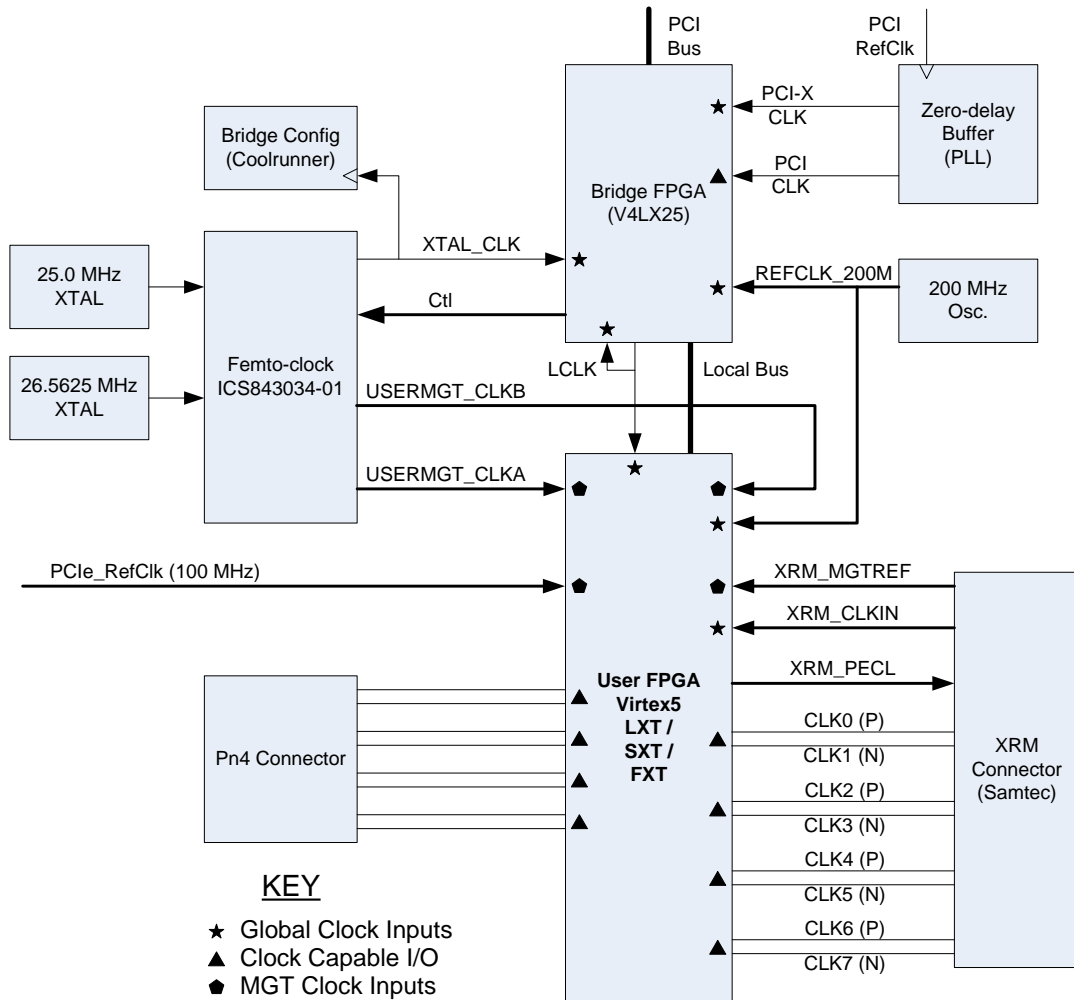 PCI
Bus
PCI
RefClk
Bridge Config
(Coolrunner)
PCI-X
CLK
PCI
CLK
Zero-delay
Buffer
(PLL)
Bridge FPGA
(V4LX25)
25.0 MHz
XTAL
XTAL_CLK
REFCLK_200M
200 MHz
Osc.
Ctl
26.5625 MHz
XTAL
Femto-clock
ICS843034-01
LCLK
Local Bus
USERMGT_CLKB
USERMGT_CLKA
PCIe_RefClk (100 MHz)
XRM_MGTREF
XRM_CLKIN
XRM_PECL
User FPGA
Virtex5
LXT /
SXT /
FXT
Pn4 Connector
CLK0 (P)
CLK1 (N)
CLK2 (P)
CLK3 (N)
CLK4 (P)
CLK5 (N)
CLK6 (P)
CLK7 (N)
XRM
Connector
(Samtec)
KEY
Global Clock Inputs
Clock Capable I/O
MGT Clock Inputs